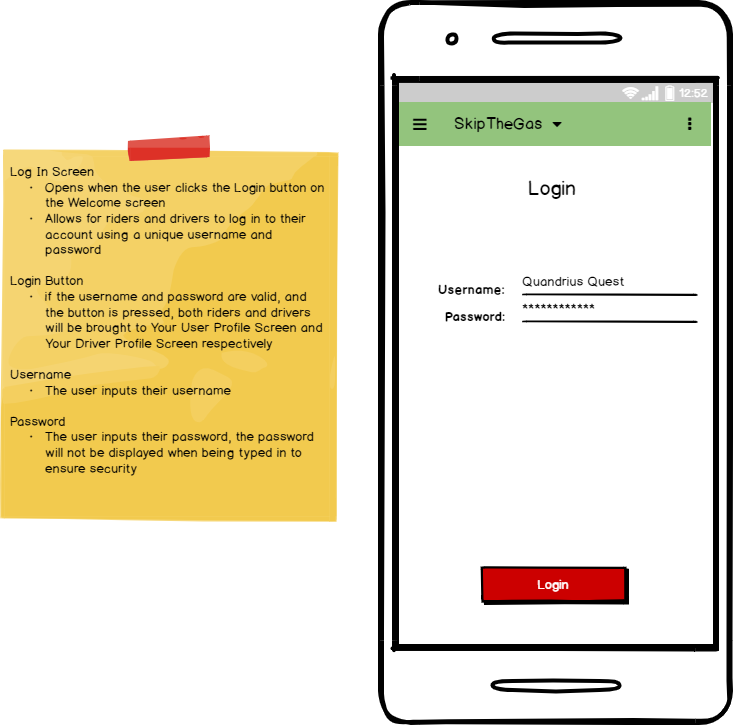 Log In Screen
· Opens when the user clicks the Login button on
the Welcome screen
· Allows for riders and drivers to log in to their
account using a unique username and
password
Login Button
· if the username and password are valid, and
the button is pressed, both riders and drivers
will be brought to Your User Profile Screen and
Your Driver Profile Screen respectively
Username
· The user inputs their username
Password
· The user inputs their password, the password
will not be displayed when being typed in to
ensure security
12:52
SkipTheGas
Login
Username: Quandrius Quest
Password: ************
Login